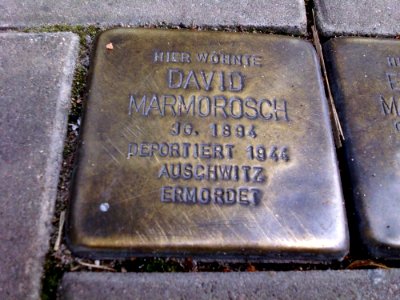 HIER WOHNTE
DAVID
MARMOROSCH
JG. 1894
DEPORTIERT 1944
AUSCHWITZ
ERMORDET